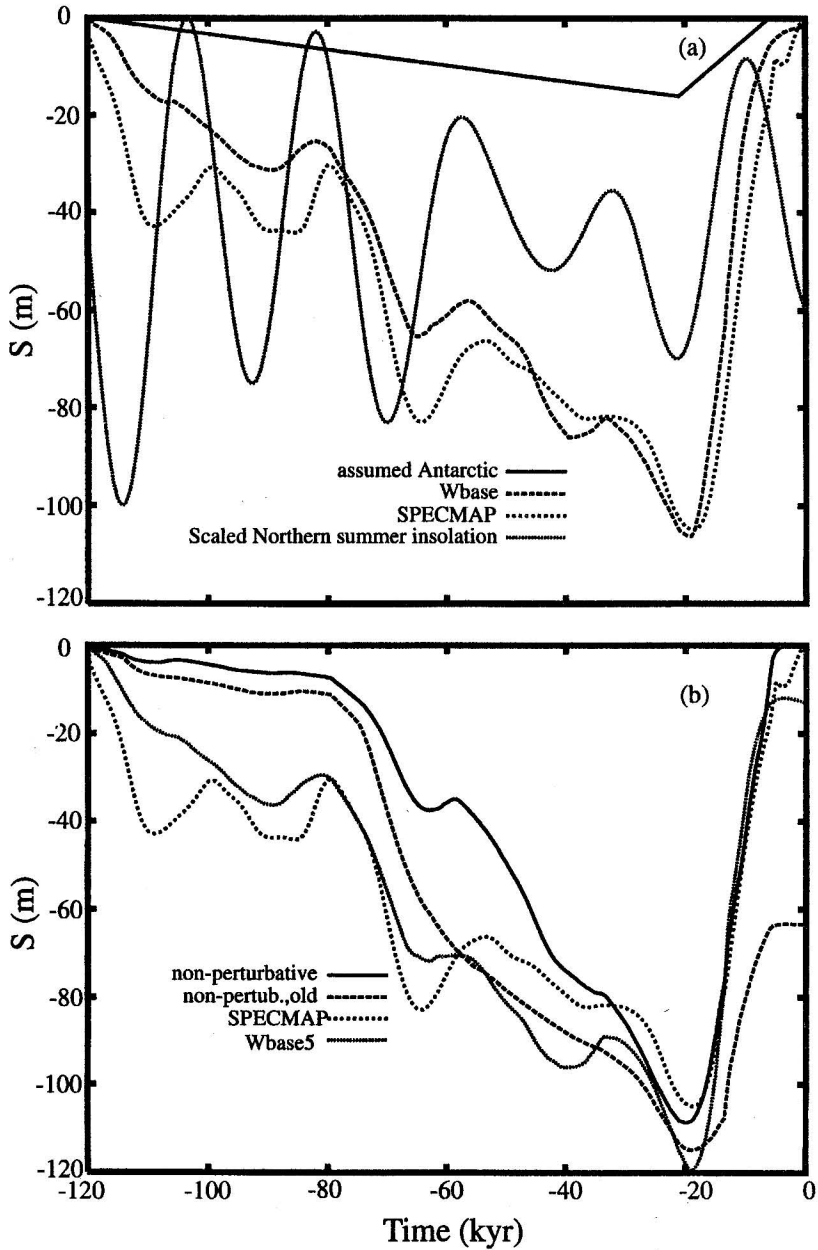 0
-20
-40
-60
-80
-100
-120
S (m)
(a)
assumed Antarctic
Wbase
SPECMAP
Scaled Northern summer insolation
0
-20
-40
-60
-80
-100
-120
S (m)
(b)
non-perturbative
non-pertub.,old
SPECMAP
Wbase5
-120
-100
-80
-60
-40
-20
0
Time (kyr)